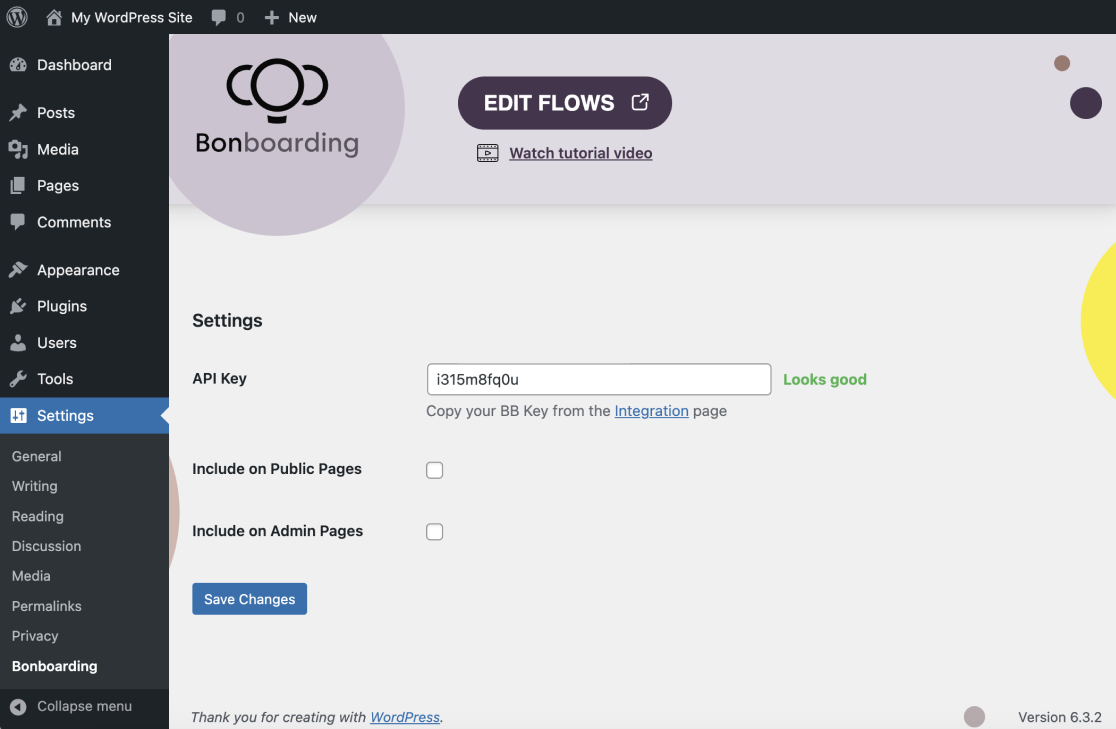 My WordPress Site 0 New
Dashboard
Posts
Media
Pages
Comments
Appearance
Plugins
Users
Tools
Settings
General
Writing
Reading
Discussion
Media
Permalinks
Privacy
Bonboarding
Collapse menu
Bonboarding
EDIT FLOWS
Watch tutorial video
Settings
API Key i315m8fq0u Looks good
Copy your BB Key from the Integration page
Include on Public Pages
Include on Admin Pages
Save Changes
Thank you for creating with WordPress. Version 6.3.2